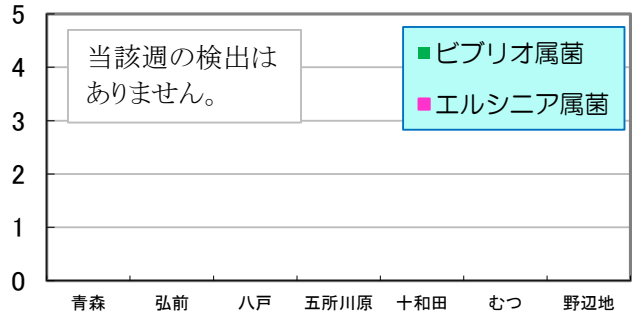 5
4
3
2
1
0
当該週の検出は
ありません。
■ビブリオ属菌
■エルシニア属菌
青森 弘前 八戸 五所川原 十和田 むつ 野辺地